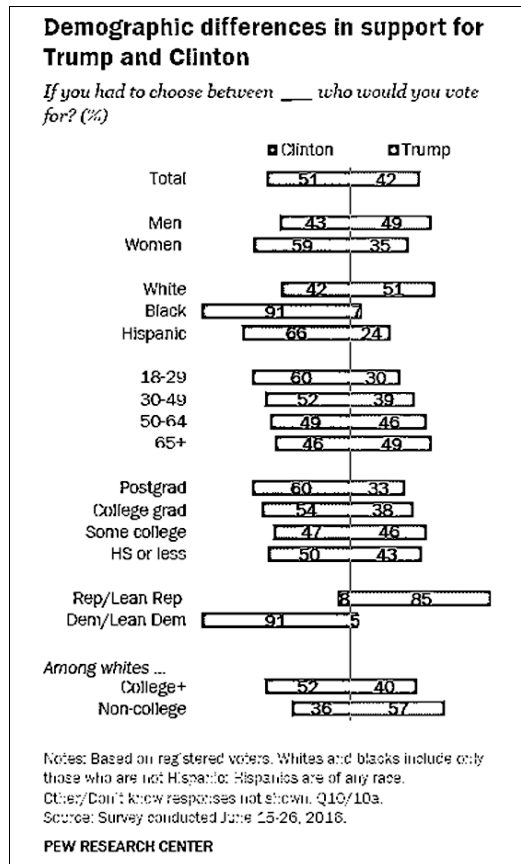 Demographic differences in support for
Trump and Clinton
If you had to choose between ___ who would you vote
for? (%)
Clinton Trump
Total 51 42
Men 43 49
Women 59 35
White 42 51
Black 91 7
Hispanic 66 24
18-29 60 30
30-49 52 39
50-64 49 46
65+ 46 49
Postgrad 60 33
College grad 54 38
Some college 47 46
HS or less 50 43
Rep/Lean Rep 8 85
Dem/Lean Dem 91 5
Among whites ...
College+ 52 40
Non-college 36 57
Notes: Based on registered voters. Whites and blacks include only
those who are not Hispanic; Hispanics are of any race.
Other/Don't know responses not shown. Q10/10a.
Source: Survey conducted June 15-26, 2016.
PEW RESEARCH CENTER